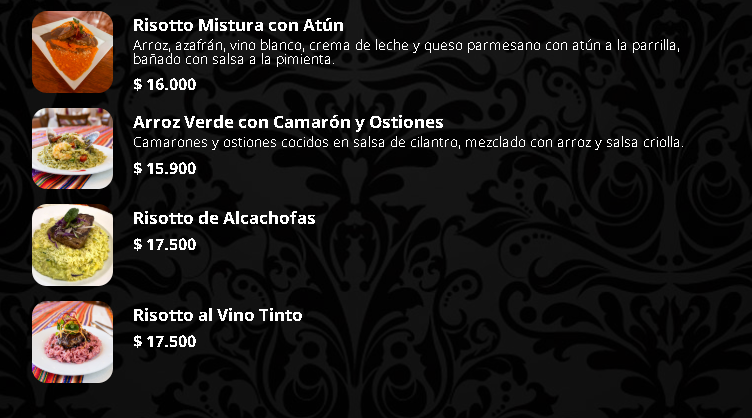 Risotto Mistura con Atún
Arroz, azafrán, vino blanco, crema de leche y queso parmesano con atún a la parrilla,
bañado con salsa a la pimienta.
$ 16.000
Arroz Verde con Camarón y Ostiones
Camarones y ostiones cocidos en salsa de cilantro, mezclado con arroz y salsa criolla.
$ 15.900
Risotto de Alcachofas
$ 17.500
Risotto al Vino Tinto
$ 17.500